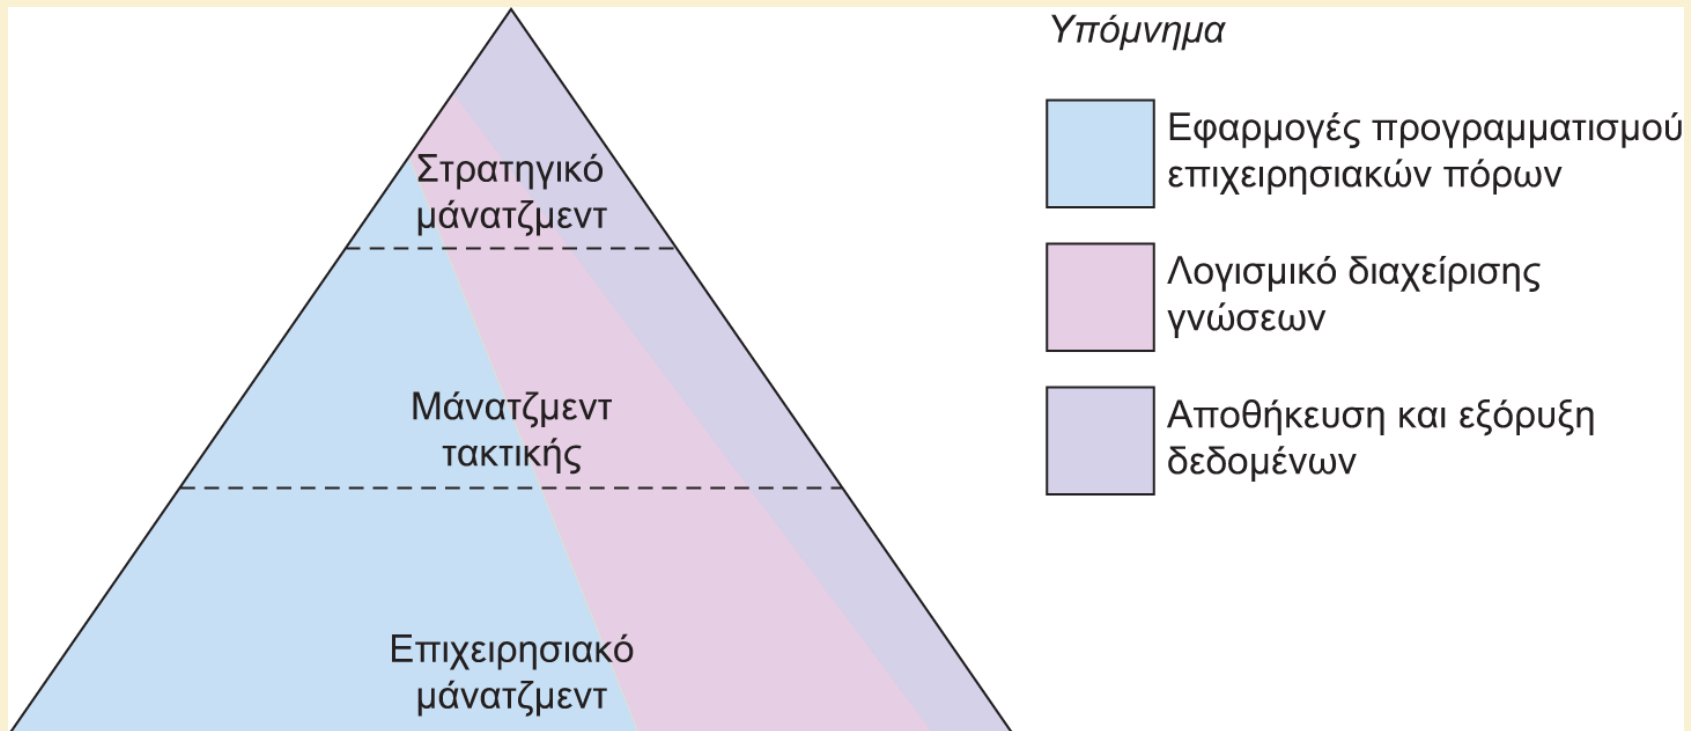 Υπόμνημα
Εφαρμογές προγραμματισμού
επιχειρησιακών πόρων
Λογισμικό διαχείρισης
γνώσεων
Αποθήκευση και εξόρυξη
δεδομένων
Στρατηγικό
μάνατζμεντ
Μάνατζμεντ
τακτικής
Επιχειρησιακό
μάνατζμεντ